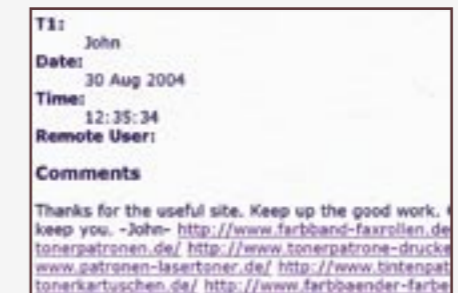 T1:
John
Date:
30 Aug 2004
Time:
12:35:34
Remote User:
Comments
Thanks for the useful site. Keep up the good work.
keep you. -John- http://www.farbband-faxrollen.de
tonerpatronen.de/ http://www.tonerpatrone-drucke
www.patronen-lasertoner.de/ http://www.tintenpat
tonerkartuschen.de/ http://www.farbbaender-farbe